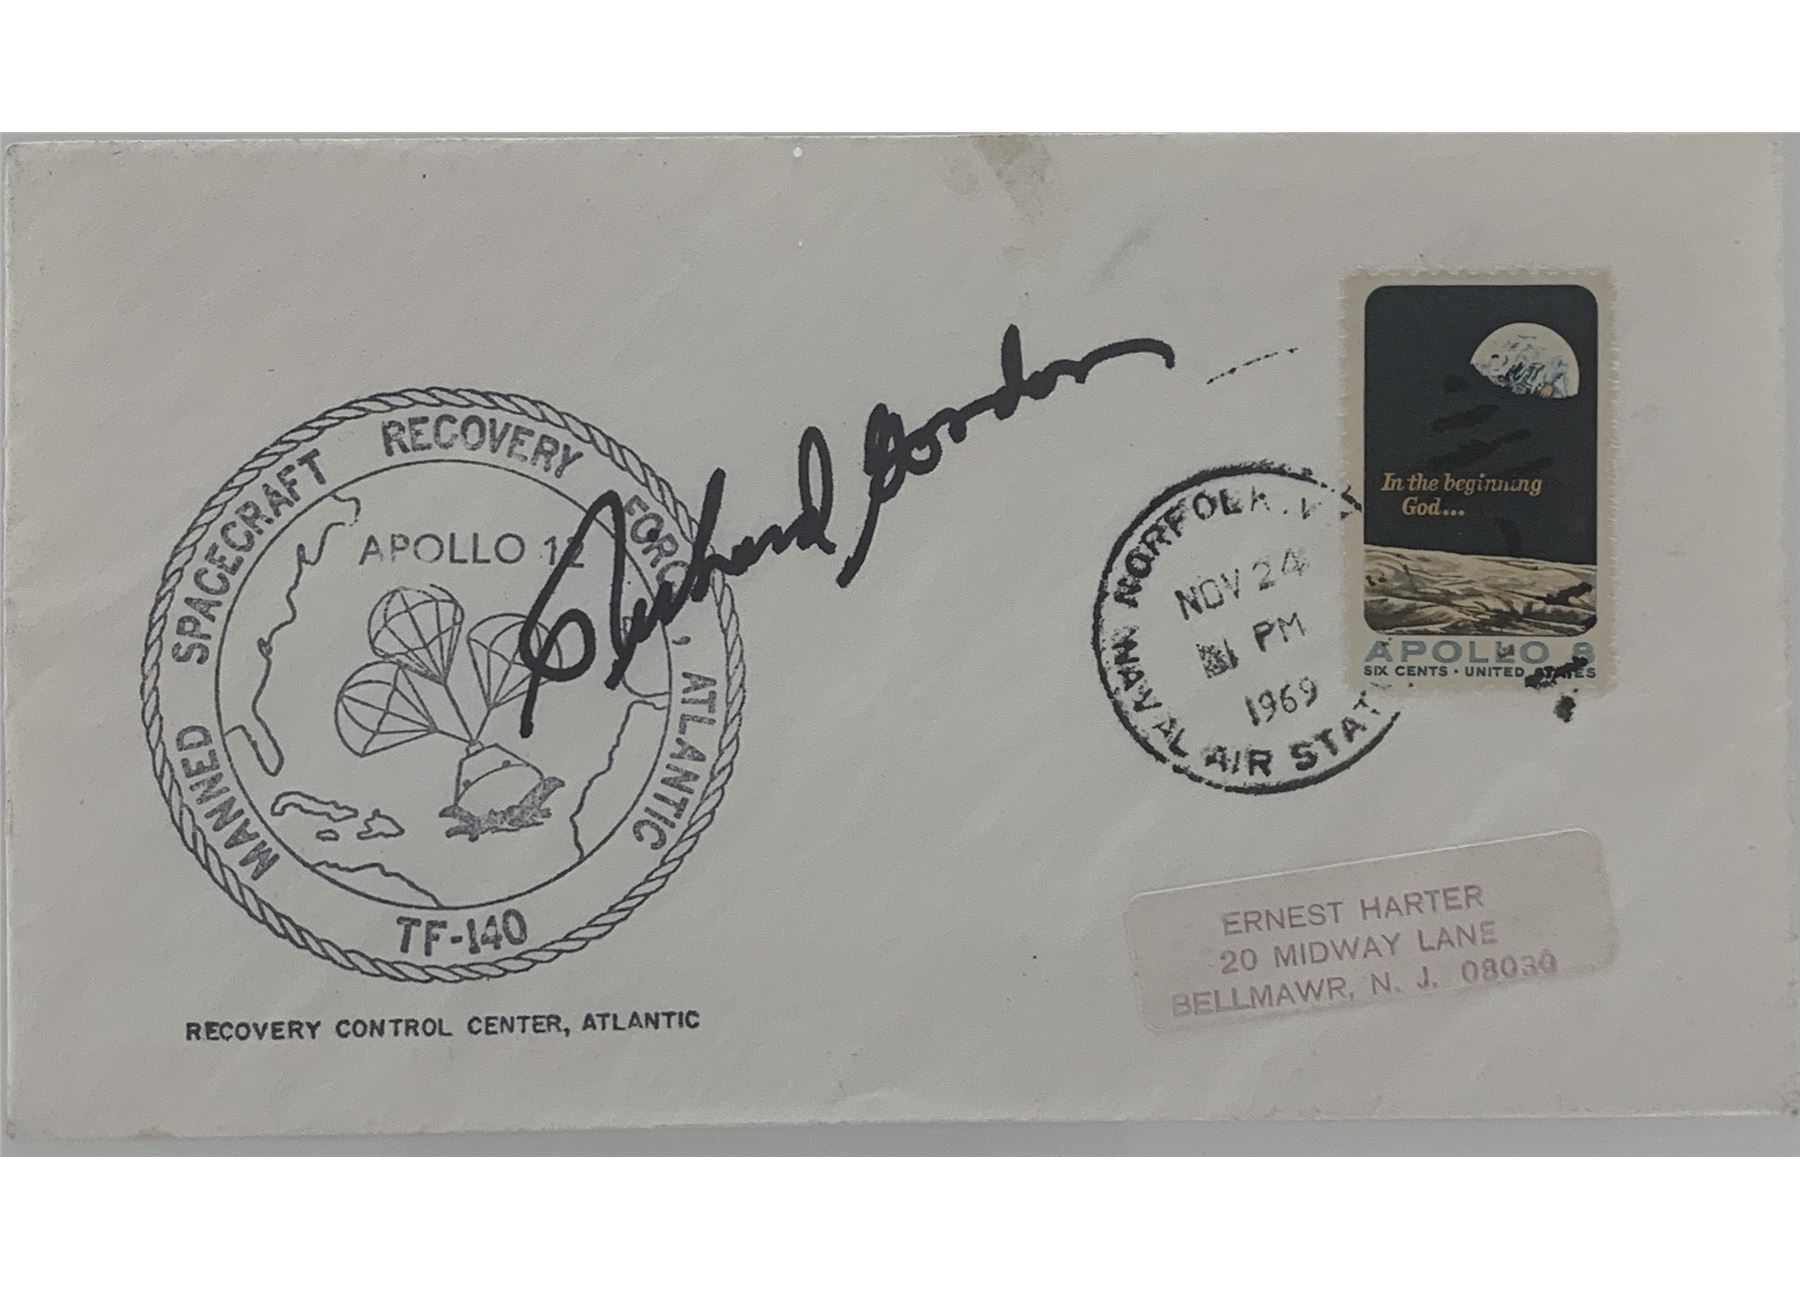 MANNED SPACECRAFT RECOVERY FORCE, ATLANTIC
APOLLO 12
TF-140
RECOVERY CONTROL CENTER, ATLANTIC
Richard Gordon
NORFOLK, VA
NOV 24
PM
1969
NAVAL AIR STAT
In the beginning
God...
APOLLO 8
SIX CENTS · UNITED STATES
ERNEST HARTER
20 MIDWAY LANE
BELLMAWR, N. J. 08030